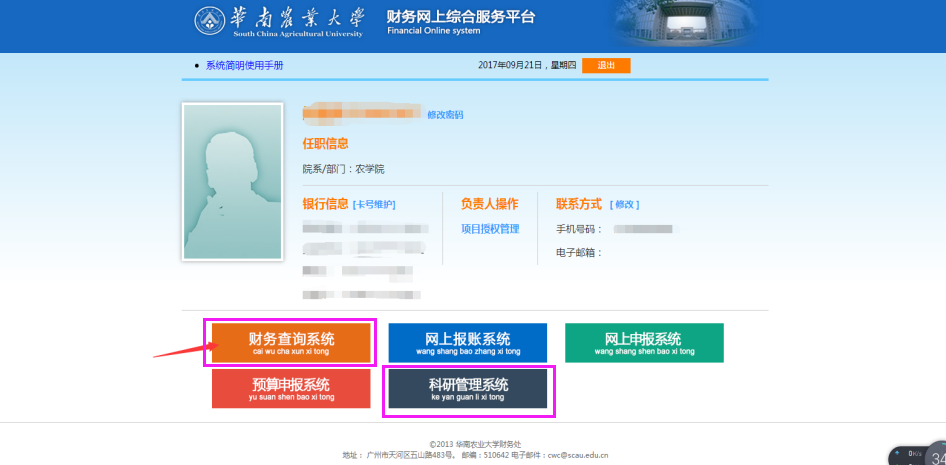 華南農業大學
South China Agricultural University
财务网上综合服务平台
Financial Online system
系统简明使用手册
2017年09月21日，星期四
退出
修改密码
任职信息
院系/部门：农学院
银行信息 [卡号维护]
负责人操作
项目授权管理
联系方式 [ 修改 ]
手机号码：
电子邮箱：
财务查询系统
cai wu cha xun xi tong
网上报账系统
wang shang bao zhang xi tong
网上申报系统
wang shang shen bao xi tong
预算申报系统
yu suan shen bao xi tong
科研管理系统
ke yan guan li xi tong
©2013 华南农业大学财务处
地址： 广州市天河区五山路483号。 邮编：510642 电子邮件：cwc@scau.edu.cn
0K/s
34